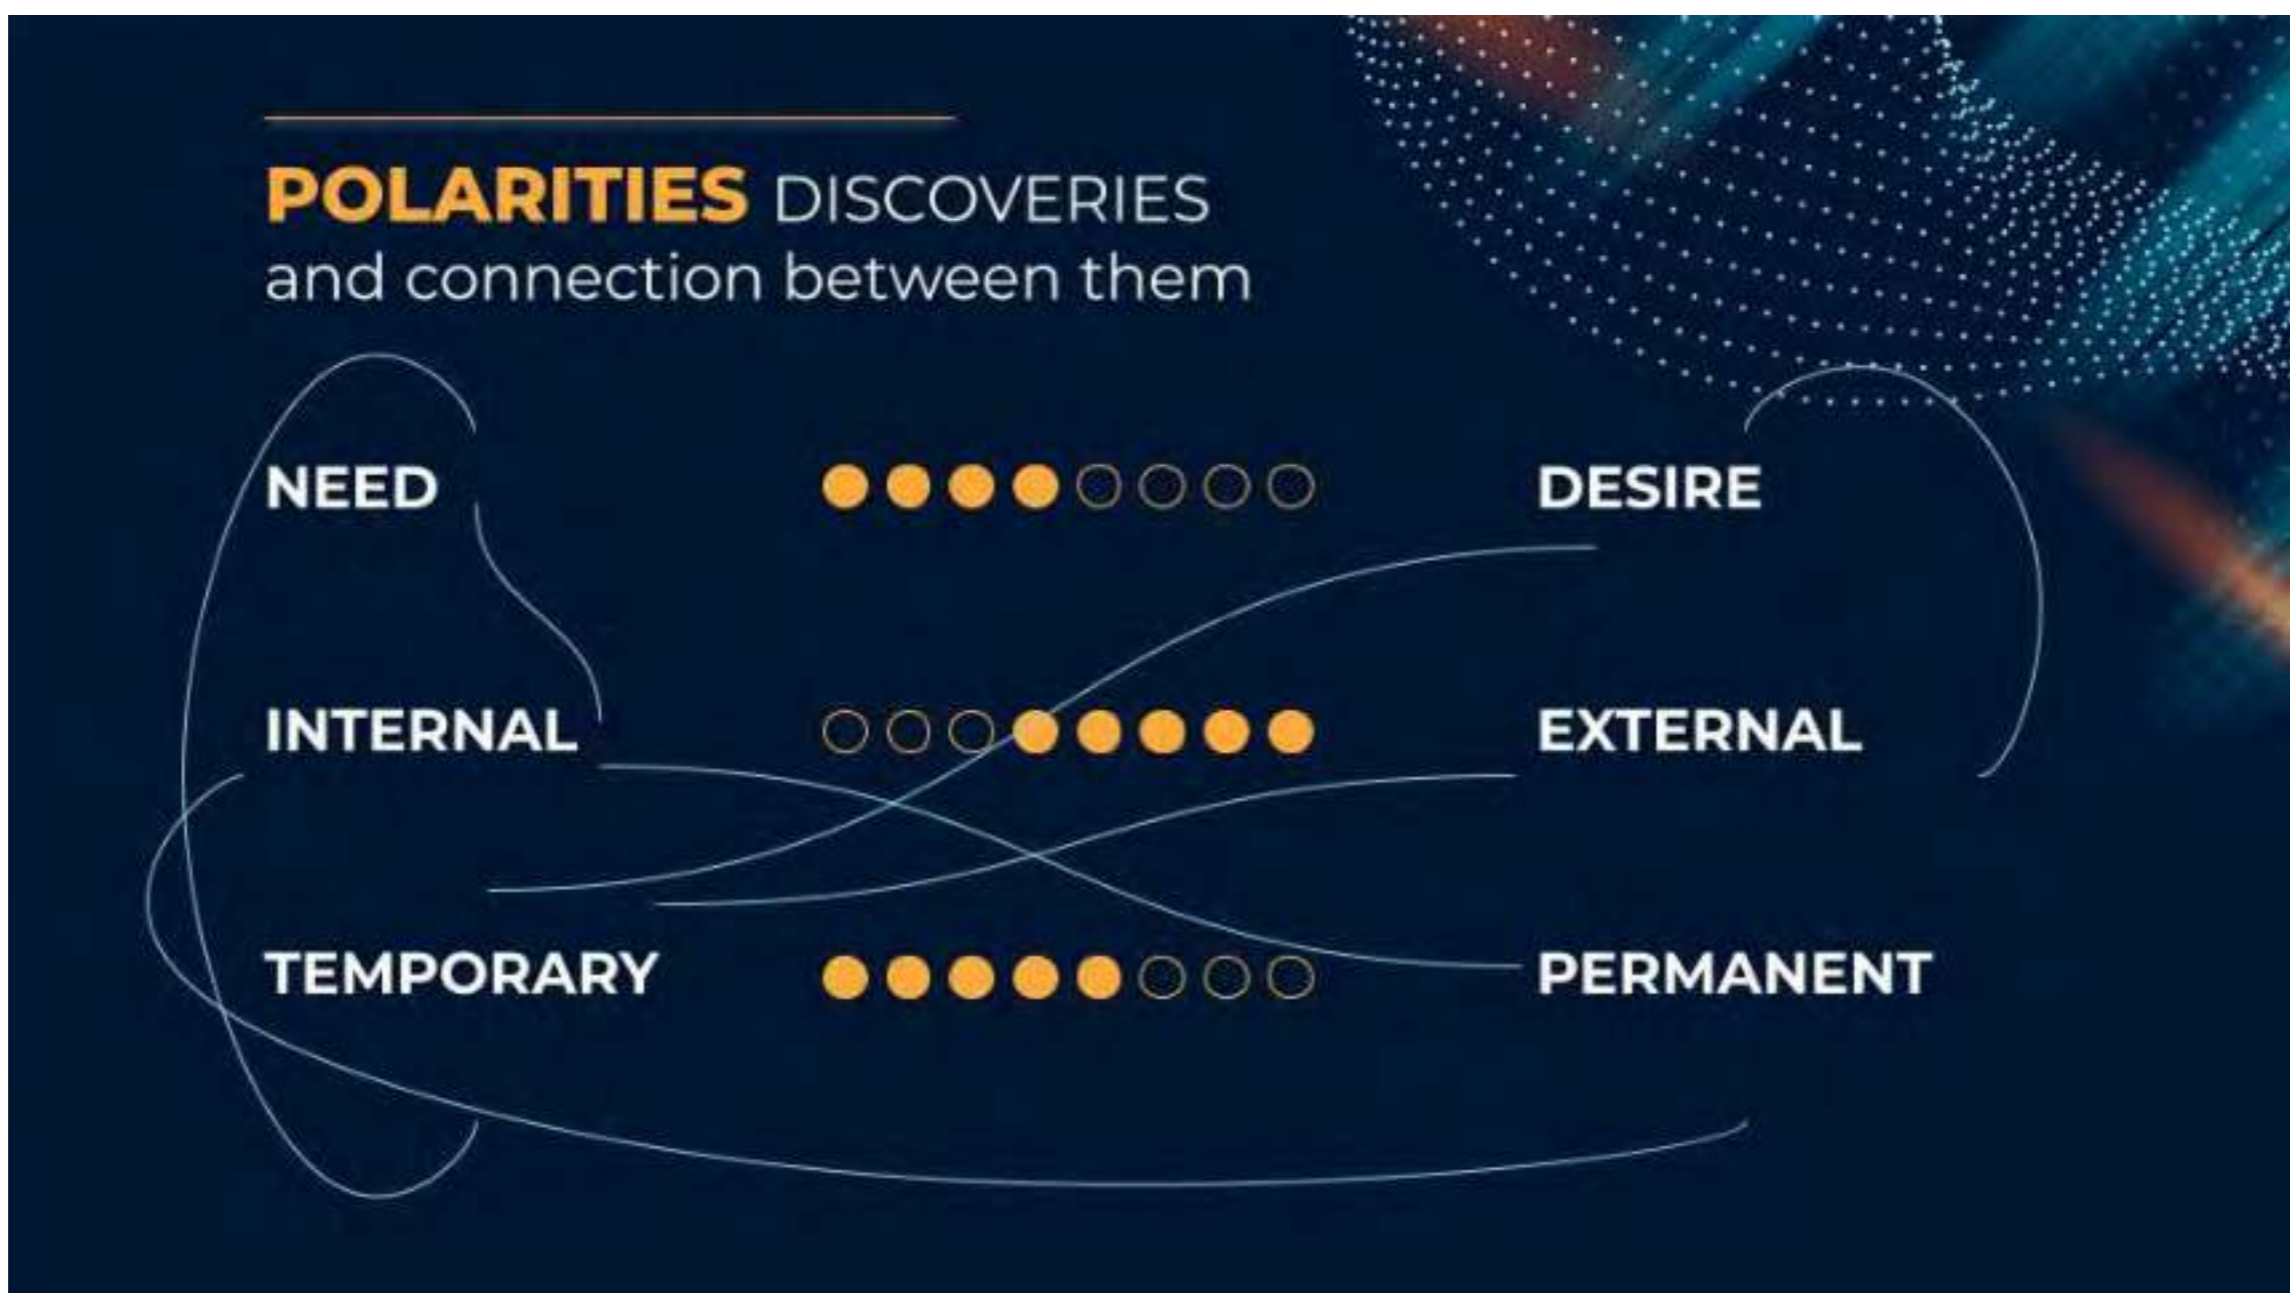 POLARITIES DISCOVERIES
and connection between them
NEED DESIRE
INTERNAL EXTERNAL
TEMPORARY PERMANENT